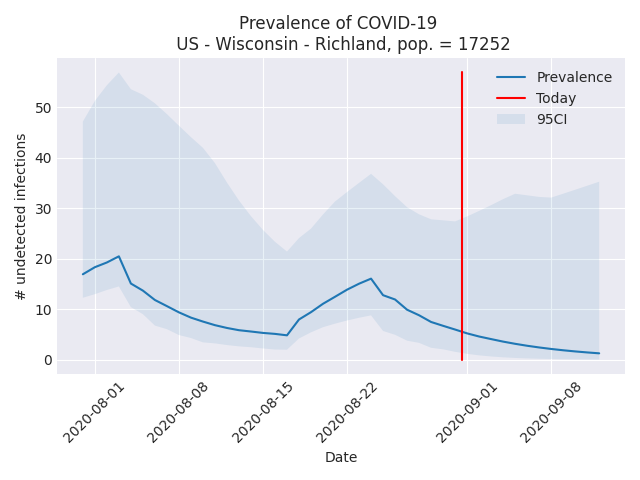 Prevalence of COVID-19
US - Wisconsin - Richland, pop. = 17252
Prevalence
Today
95CI
# undetected infections
50
40
30
20
10
0
2020-08-01
2020-08-08
2020-08-15
2020-08-22
2020-09-01
2020-09-08
Date